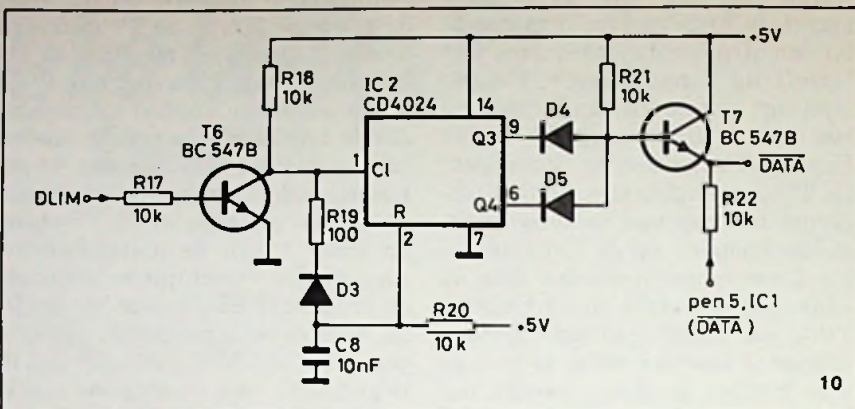 +5V
R18
10k
IC 2
CD4024
R21
10k
T6
BC 547B
14
T7
BC 547B
Q3
9
D4
1
Cl
DLIM
R17
10k
DATA
Q4
6
D5
R19
100
R
2
7
R22
10k
D3
R20
10k
+5V
pen 5, IC1
(DATA)
C8
10nF
10